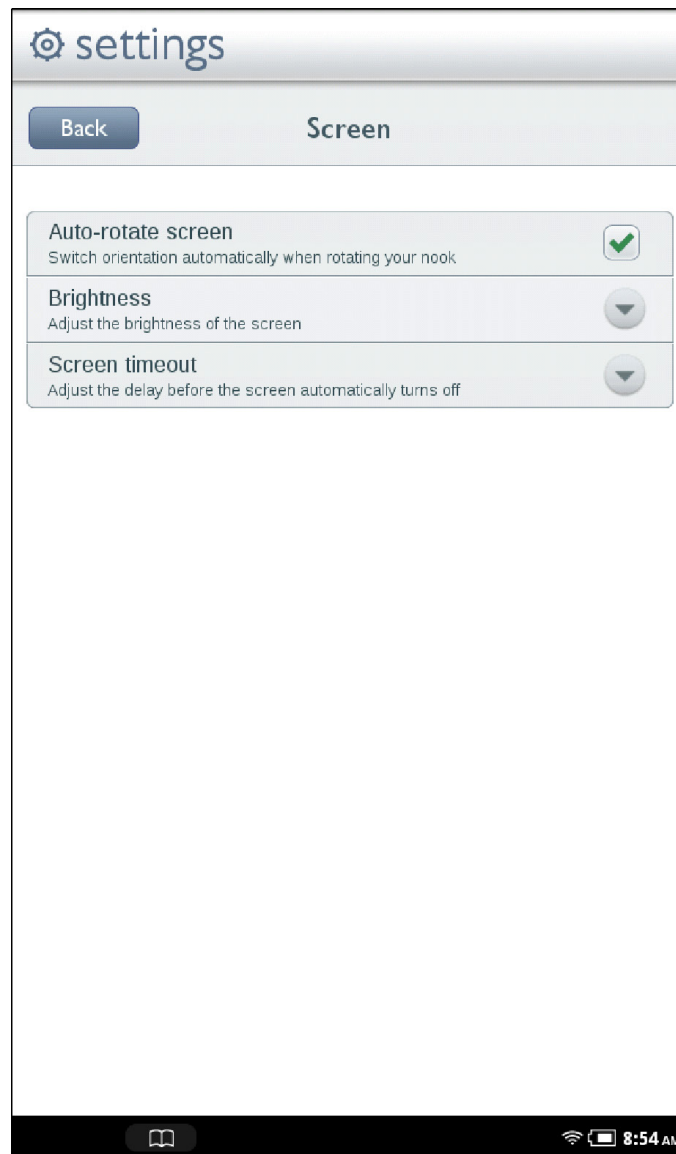 settings
Back
Screen
Auto-rotate screen
Switch orientation automatically when rotating your nook
Brightness
Adjust the brightness of the screen
Screen timeout
Adjust the delay before the screen automatically turns off
8:54 AM